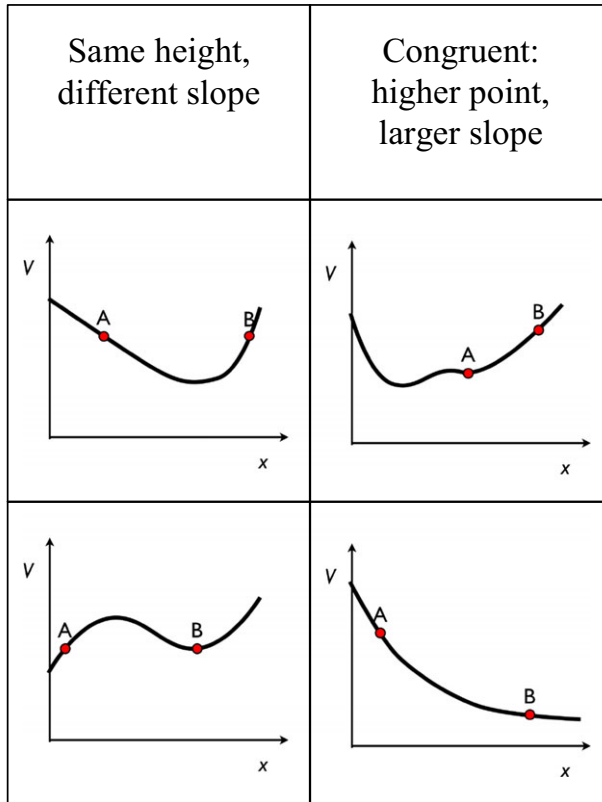 Same height,
different slope
Congruent:
higher point,
larger slope
V
A
B
x
V
A
B
x
V
A
B
x
V
A
B
x